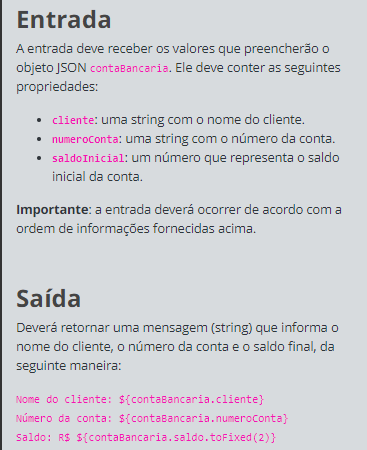 Entrada
A entrada deve receber os valores que preencherão o
objeto JSON contaBancaria. Ele deve conter as seguintes
propriedades:
• cliente: uma string com o nome do cliente.
• numeroConta: uma string com o número da conta.
• saldoInicial: um número que representa o saldo
inicial da conta.
Importante: a entrada deverá ocorrer de acordo com a
ordem de informações fornecidas acima.
Saída
Deverá retornar uma mensagem (string) que informa o
nome do cliente, o número da conta e o saldo final, da
seguinte maneira:
Nome do cliente: ${contaBancaria.cliente}
Número da conta: ${contaBancaria.numeroConta}
Saldo: R$ ${contaBancaria.saldo.toFixed(2)}